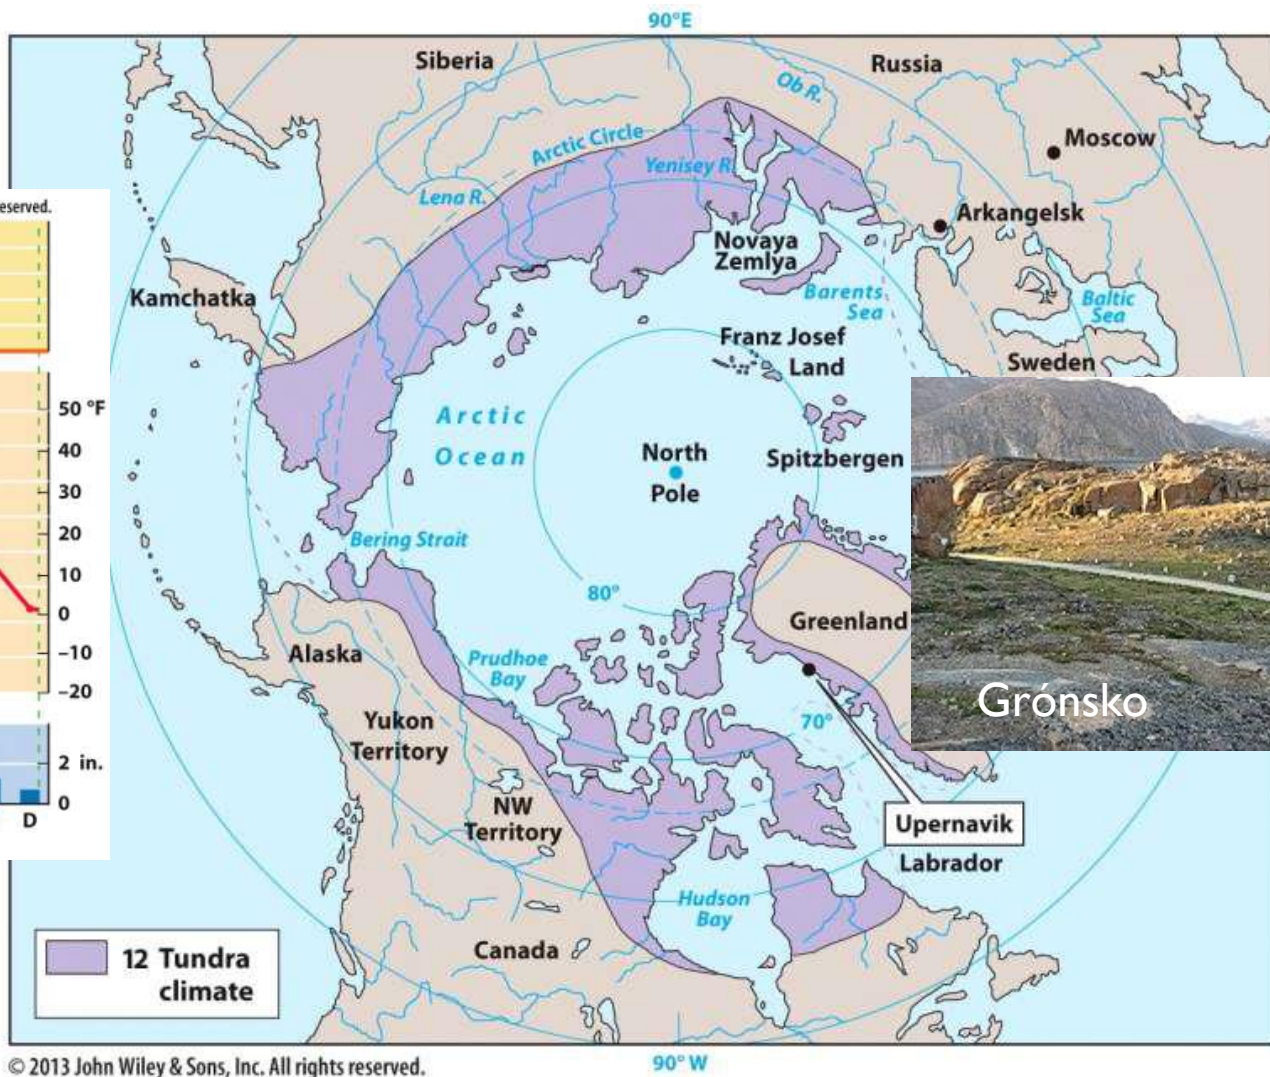 90°E
Siberia
Russia
Ob R.
Moscow
Arctic Circle
Yenisey R.
Lena R.
eserved.
Arkangelsk
Novaya
Zemlya
Kamchatka
Barents
Sea
Baltic
Sea
Franz Josef
Land
Sweden
50 °F
40
30
20
10
0
–10
–20
2 in.
0
D
Arctic
Ocean
North
Pole
Spitzbergen
Bering Strait
80°
Greenland
Alaska
Prudhoe
Bay
Grónsko
70°
Yukon
Territory
NW
Territory
Upernavik
Labrador
Hudson
Bay
Canada
12 Tundra
climate
90° W
© 2013 John Wiley & Sons, Inc. All rights reserved.